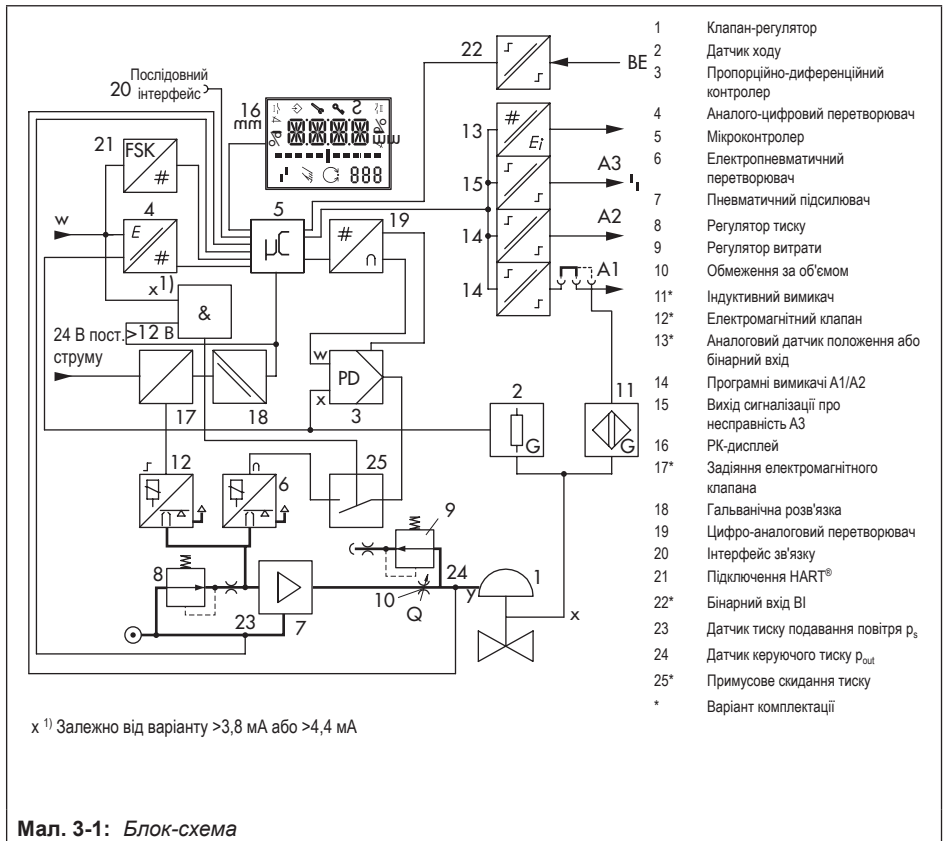 Послідовний
20 інтерфейс
16
mm
S
%
mm
888
22
BE
21
FSK
#
13
#
Ei
w
4
E
#
5
µC
19
#
∩
15
A3
14
A2
14
A1
x 1)
&
24 В пост.
>12 В
струму
17
18
w
x
PD
3
2
G
11
G
12
6
∩
25
9
8
23
7
10
Q
24
y
1
x
1 Клапан-регулятор
2 Датчик ходу
3 Пропорційно-диференційний
контролер
4 Аналого-цифровий перетворювач
5 Мікроконтролер
6 Електропневматичний
перетворювач
7 Пневматичний підсилювач
8 Регулятор тиску
9 Регулятор витрати
10 Обмеження за об'ємом
11* Індуктивний вимикач
12* Електромагнітний клапан
13* Аналоговий датчик положення або
бінарний вхід
14 Програмні вимикачі A1/A2
15 Вихід сигналізації про
несправність A3
16 РК-дисплей
17* Задіяння електромагнітного
клапана
18 Гальванічна розв'язка
19 Цифро-аналоговий перетворювач
20 Інтерфейс зв'язку
21 Підключення HART®
22* Бінарний вхід BI
23 Датчик тиску подавання повітря ps
24 Датчик керуючого тиску pout
25* Примусове скидання тиску
* Варіант комплектації
x 1) Залежно від варіанту >3,8 мА або >4,4 мА
Мал. 3-1: Блок-схема